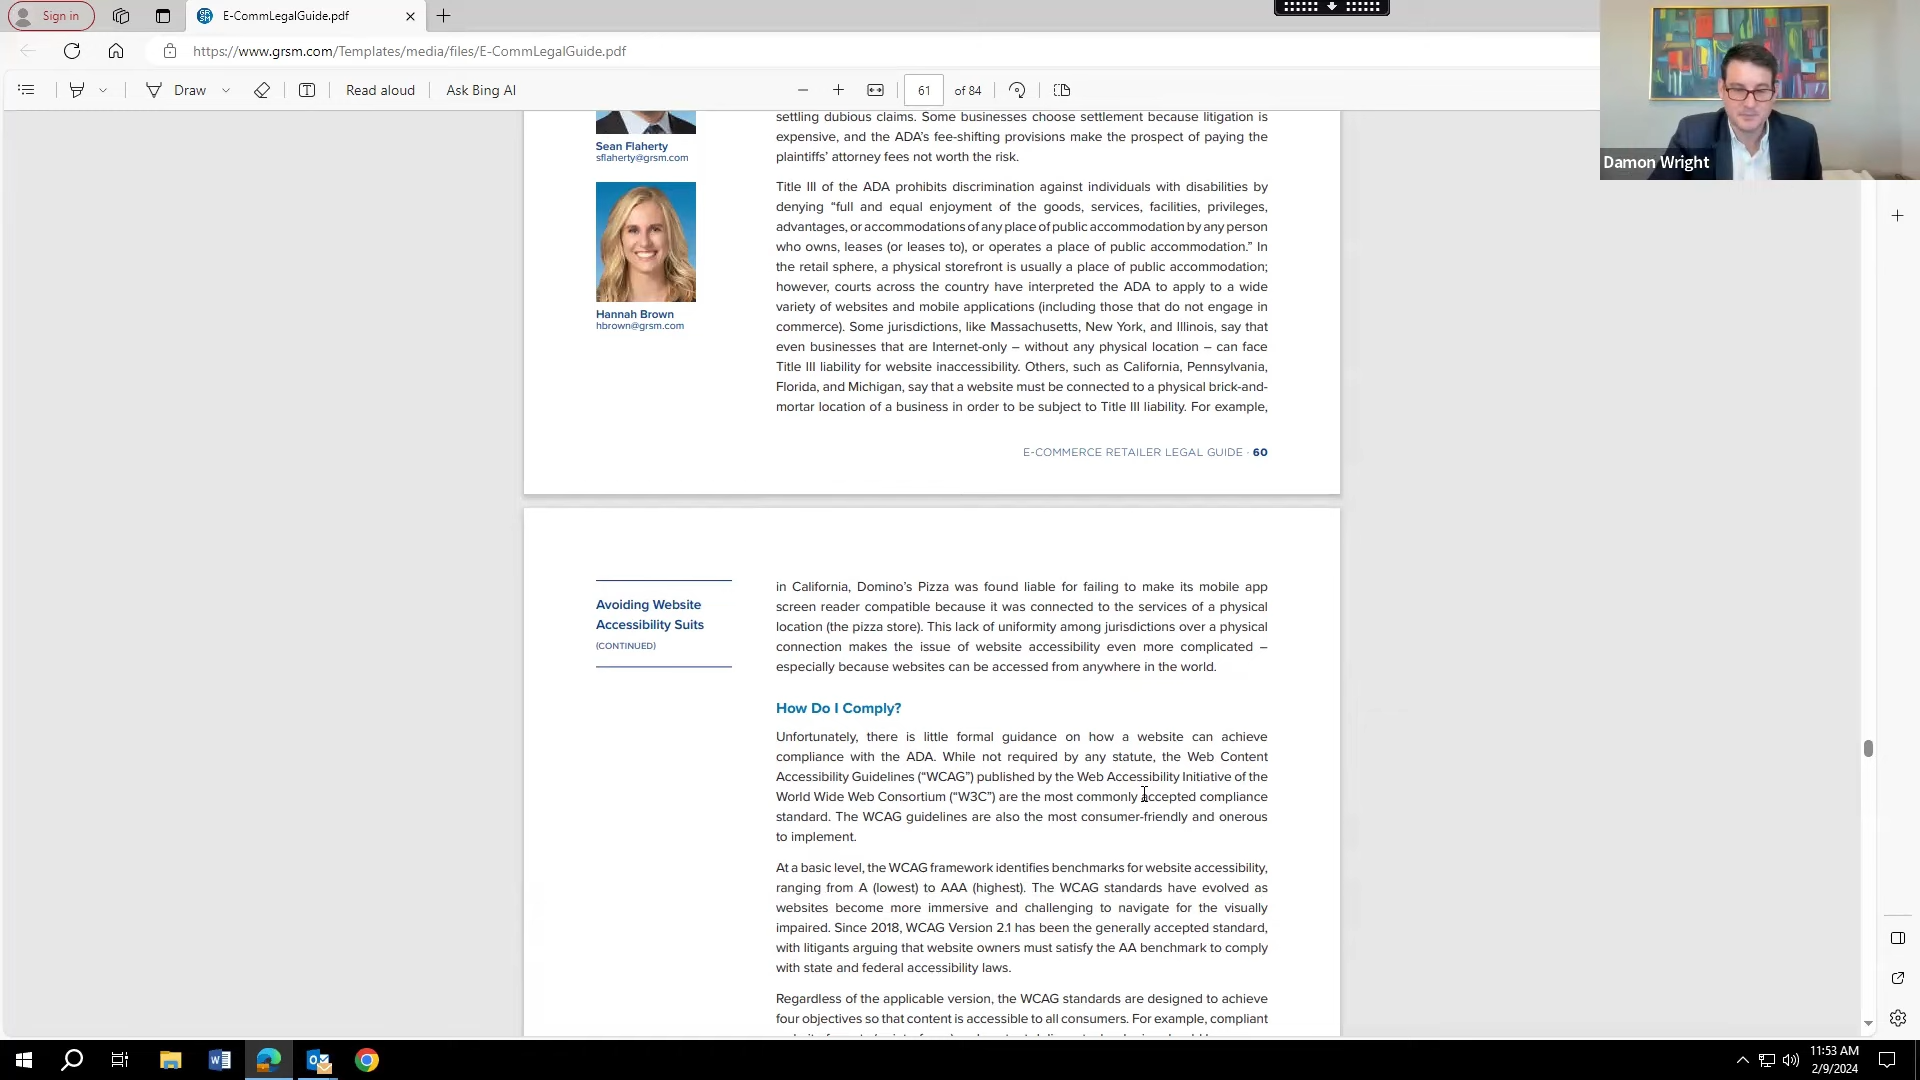 Sign in
E-CommLegalGuide.pdf
https://www.grsm.com/Templates/media/files/E-CommLegalGuide.pdf
Draw
Read aloud
Ask Bing AI
61
of 84
Damon Wright
Sean Flaherty
sflaherty@grsm.com
Hannah Brown
hbrown@grsm.com
settling dubious claims. Some businesses choose settlement because litigation is
expensive, and the ADA's fee-shifting provisions make the prospect of paying the
plaintiffs' attorney fees not worth the risk.
Title III of the ADA prohibits discrimination against individuals with disabilities by
denying “full and equal enjoyment of the goods, services, facilities, privileges,
advantages, or accommodations of any place of public accommodation by any person
who owns, leases (or leases to), or operates a place of public accommodation.” In
the retail sphere, a physical storefront is usually a place of public accommodation;
however, courts across the country have interpreted the ADA to apply to a wide
variety of websites and mobile applications (including those that do not engage in
commerce). Some jurisdictions, like Massachusetts, New York, and Illinois, say that
even businesses that are Internet-only – without any physical location – can face
Title III liability for website inaccessibility. Others, such as California, Pennsylvania,
Florida, and Michigan, say that a website must be connected to a physical brick-and-
mortar location of a business in order to be subject to Title III liability. For example,
E-COMMERCE RETAILER LEGAL GUIDE · 60
Avoiding Website
Accessibility Suits
(CONTINUED)
in California, Domino's Pizza was found liable for failing to make its mobile app
screen reader compatible because it was connected to the services of a physical
location (the pizza store). This lack of uniformity among jurisdictions over a physical
connection makes the issue of website accessibility even more complicated –
especially because websites can be accessed from anywhere in the world.
How Do I Comply?
Unfortunately, there is little formal guidance on how a website can achieve
compliance with the ADA. While not required by any statute, the Web Content
Accessibility Guidelines (“WCAG”) published by the Web Accessibility Initiative of the
World Wide Web Consortium (“W3C”) are the most commonly accepted compliance
standard. The WCAG guidelines are also the most consumer-friendly and onerous
to implement.
At a basic level, the WCAG framework identifies benchmarks for website accessibility,
ranging from A (lowest) to AAA (highest). The WCAG standards have evolved as
websites become more immersive and challenging to navigate for the visually
impaired. Since 2018, WCAG Version 2.1 has been the generally accepted standard,
with litigants arguing that website owners must satisfy the AA benchmark to comply
with state and federal accessibility laws.
Regardless of the applicable version, the WCAG standards are designed to achieve
four objectives so that content is accessible to all consumers. For example, compliant
11:53 AM
2/9/2024